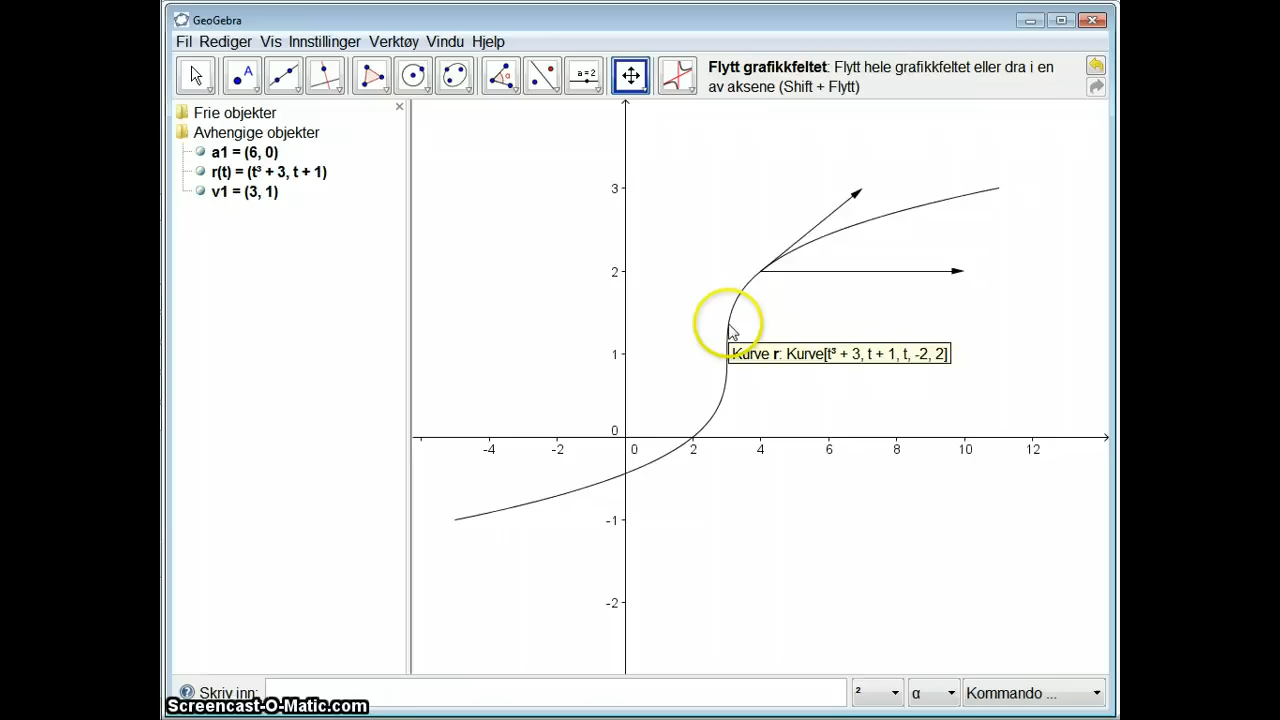 GeoGebra
Fil Rediger Vis Innstillinger Verktøy Vindu Hjelp
A
α
a=2
Flytt grafikkfeltet: Flytt hele grafikkfeltet eller dra i en
av aksene (Shift + Flytt)
Frie objekter
Avhengige objekter
a1 = (6, 0)
r(t) = (t³ + 3, t + 1)
v1 = (3, 1)
3
2
1
0
-1
-2
-4 -2 0 2 4 6 8 10 12
Kurve r: Kurve[t³ + 3, t + 1, t, -2, 2]
Skriv inn:
²
α
Kommando ...
Screencast-O-Matic.com